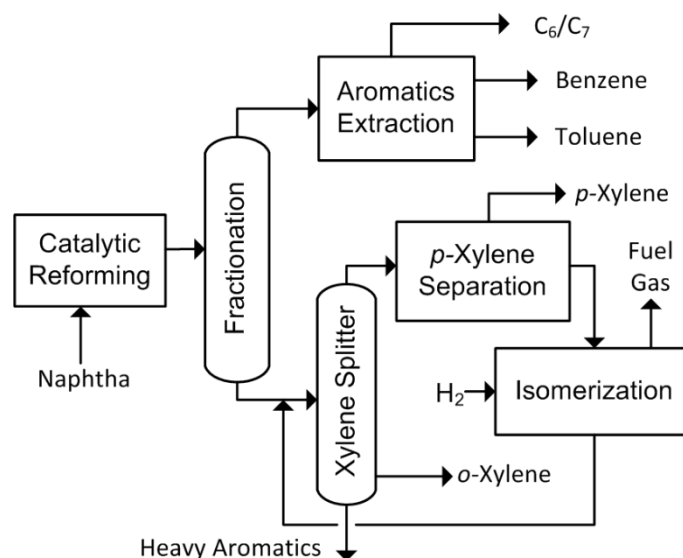 C₆/C₇
Aromatics
Extraction
Benzene
Toluene
Catalytic
Reforming
Naphtha
Fractionation
p-Xylene
p-Xylene
Separation
Fuel
Gas
Xylene Splitter
H₂
Isomerization
o-Xylene
Heavy Aromatics